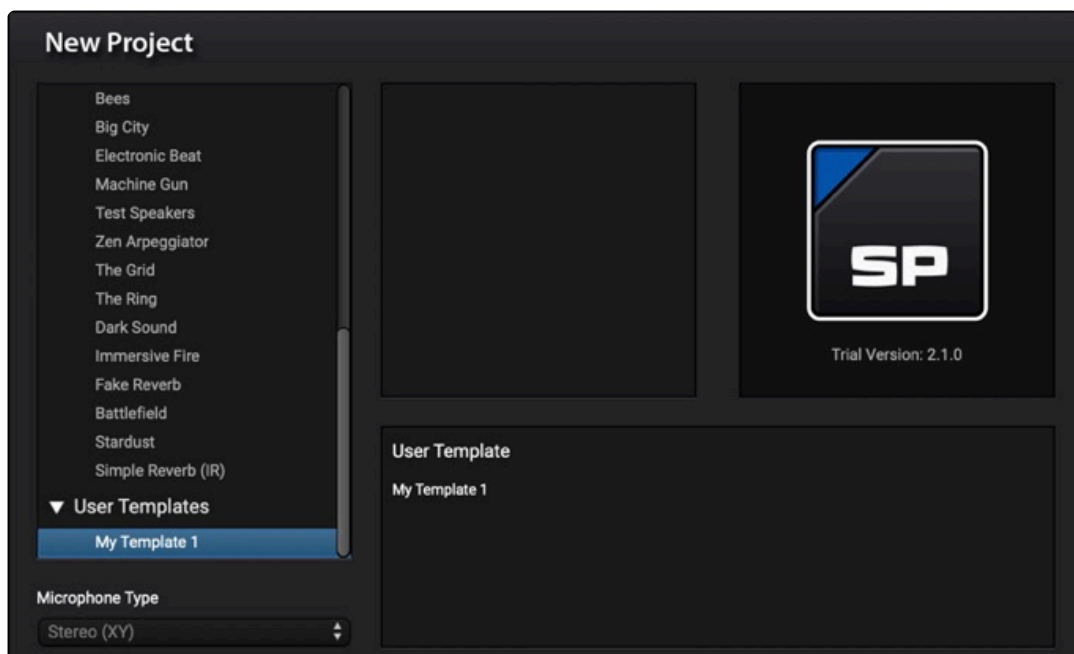 New Project
Bees
Big City
Electronic Beat
Machine Gun
Test Speakers
Zen Arpeggiator
The Grid
The Ring
Dark Sound
Immersive Fire
Fake Reverb
Battlefield
Stardust
Simple Reverb (IR)
User Templates
My Template 1
Microphone Type
Stereo (XY)
SP
Trial Version: 2.1.0
User Template
My Template 1